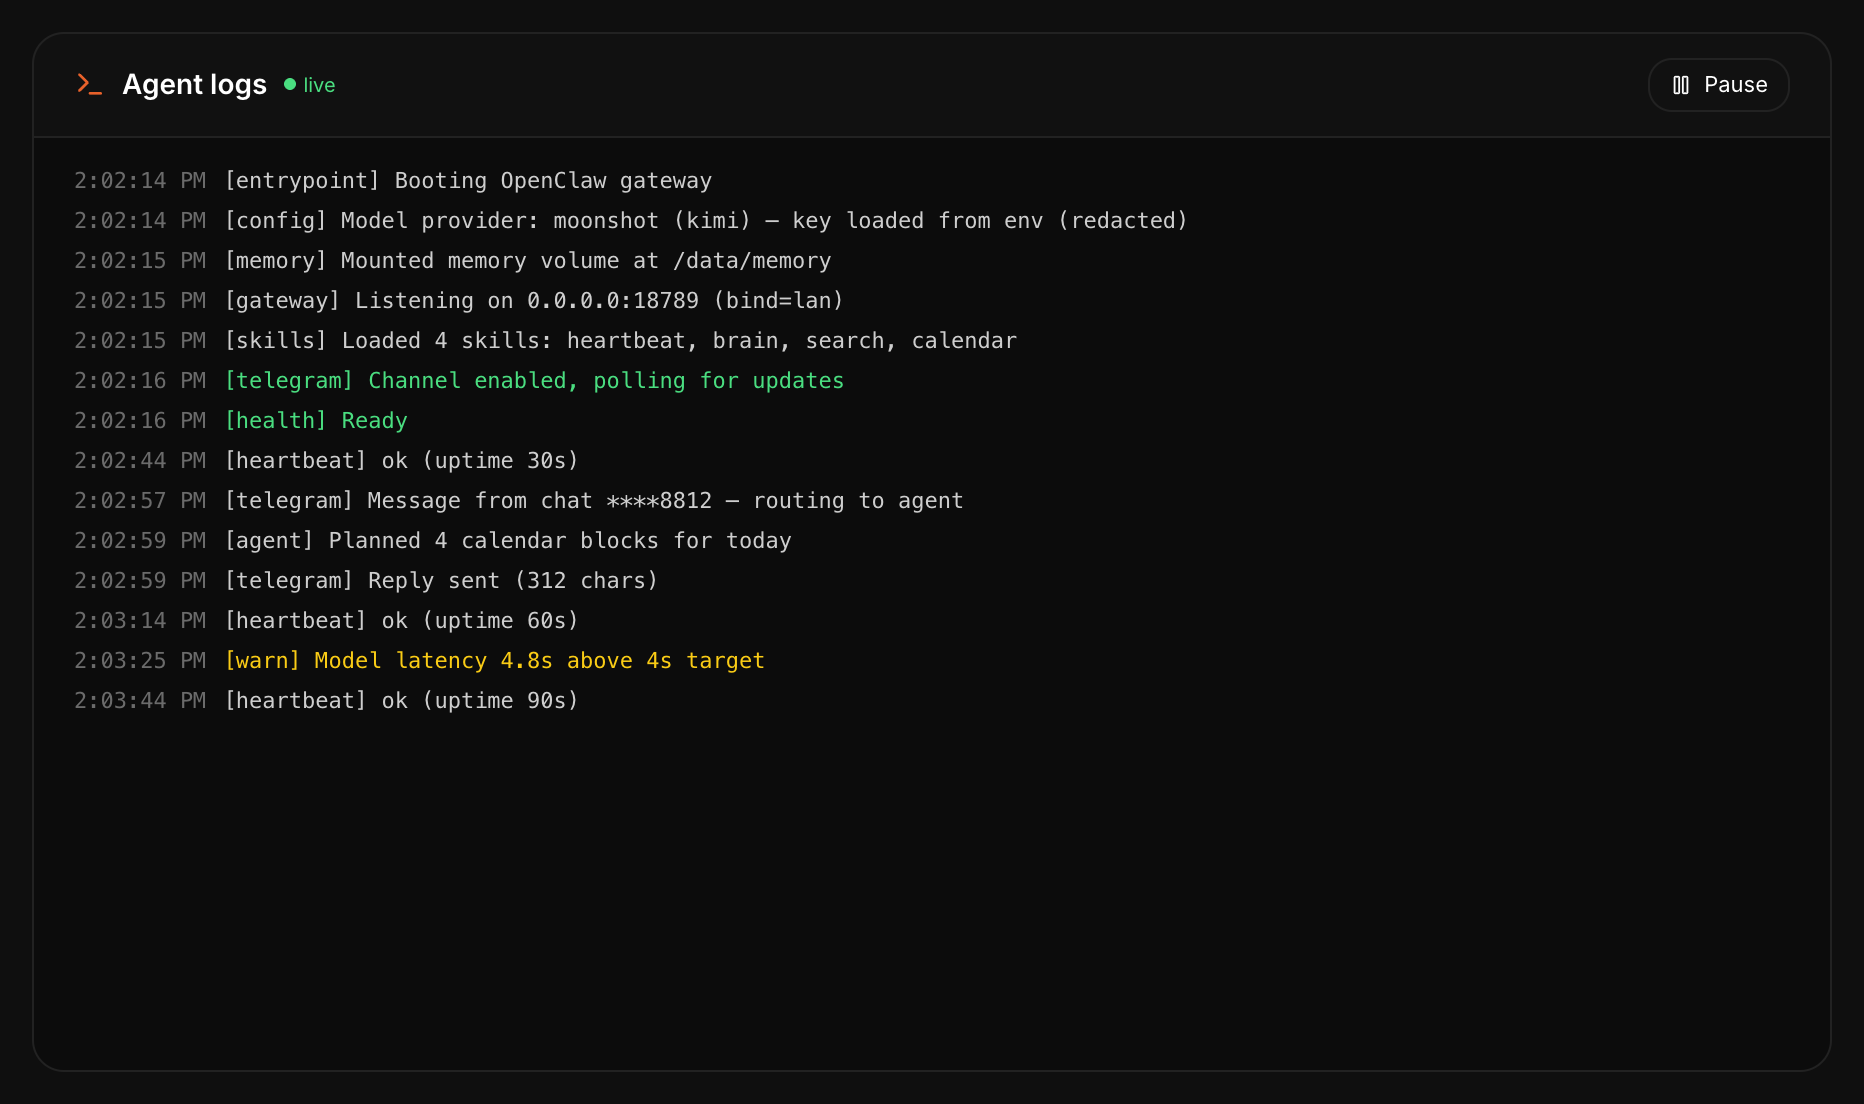 Agent logs
live
Pause
2:02:14 PM [entrypoint] Booting OpenClaw gateway
2:02:14 PM [config] Model provider: moonshot (kimi) — key loaded from env (redacted)
2:02:15 PM [memory] Mounted memory volume at /data/memory
2:02:15 PM [gateway] Listening on 0.0.0.0:18789 (bind=lan)
2:02:15 PM [skills] Loaded 4 skills: heartbeat, brain, search, calendar
2:02:16 PM [telegram] Channel enabled, polling for updates
2:02:16 PM [health] Ready
2:02:44 PM [heartbeat] ok (uptime 30s)
2:02:57 PM [telegram] Message from chat ****8812 — routing to agent
2:02:59 PM [agent] Planned 4 calendar blocks for today
2:02:59 PM [telegram] Reply sent (312 chars)
2:03:14 PM [heartbeat] ok (uptime 60s)
2:03:25 PM [warn] Model latency 4.8s above 4s target
2:03:44 PM [heartbeat] ok (uptime 90s)